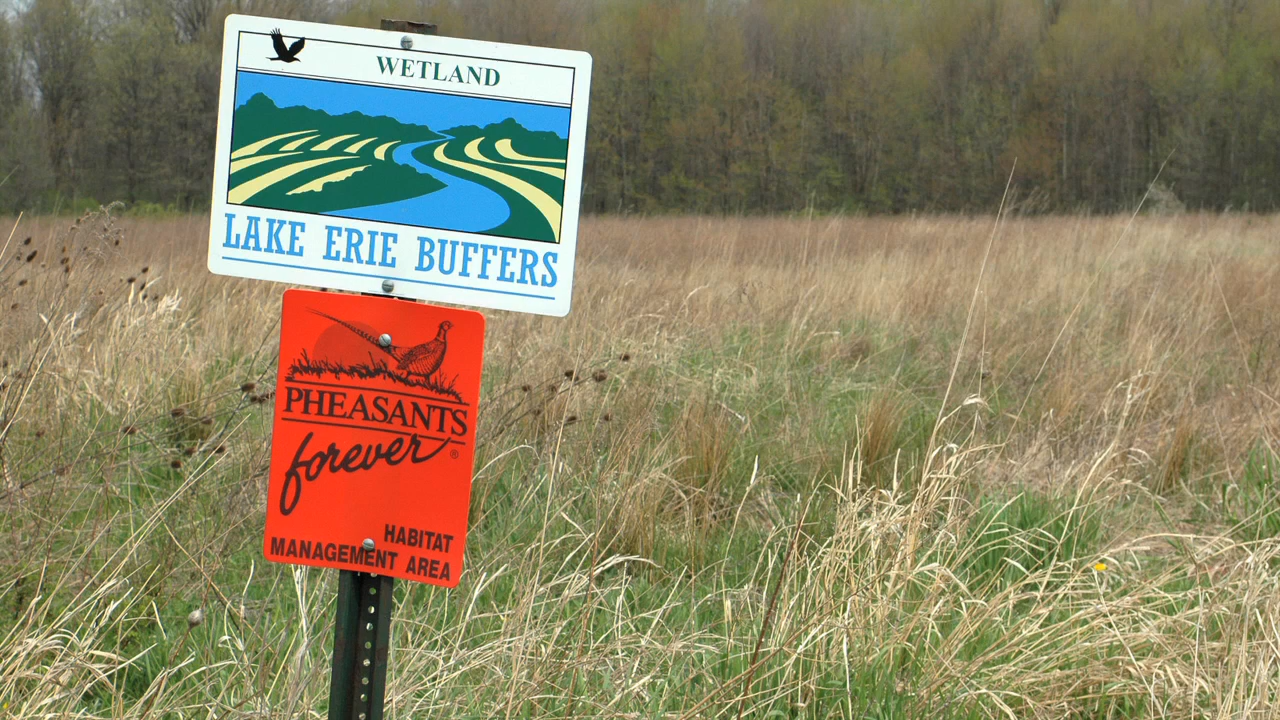 WETLAND
LAKE ERIE BUFFERS
PHEASANTS
forever®
HABITAT
MANAGEMENT AREA